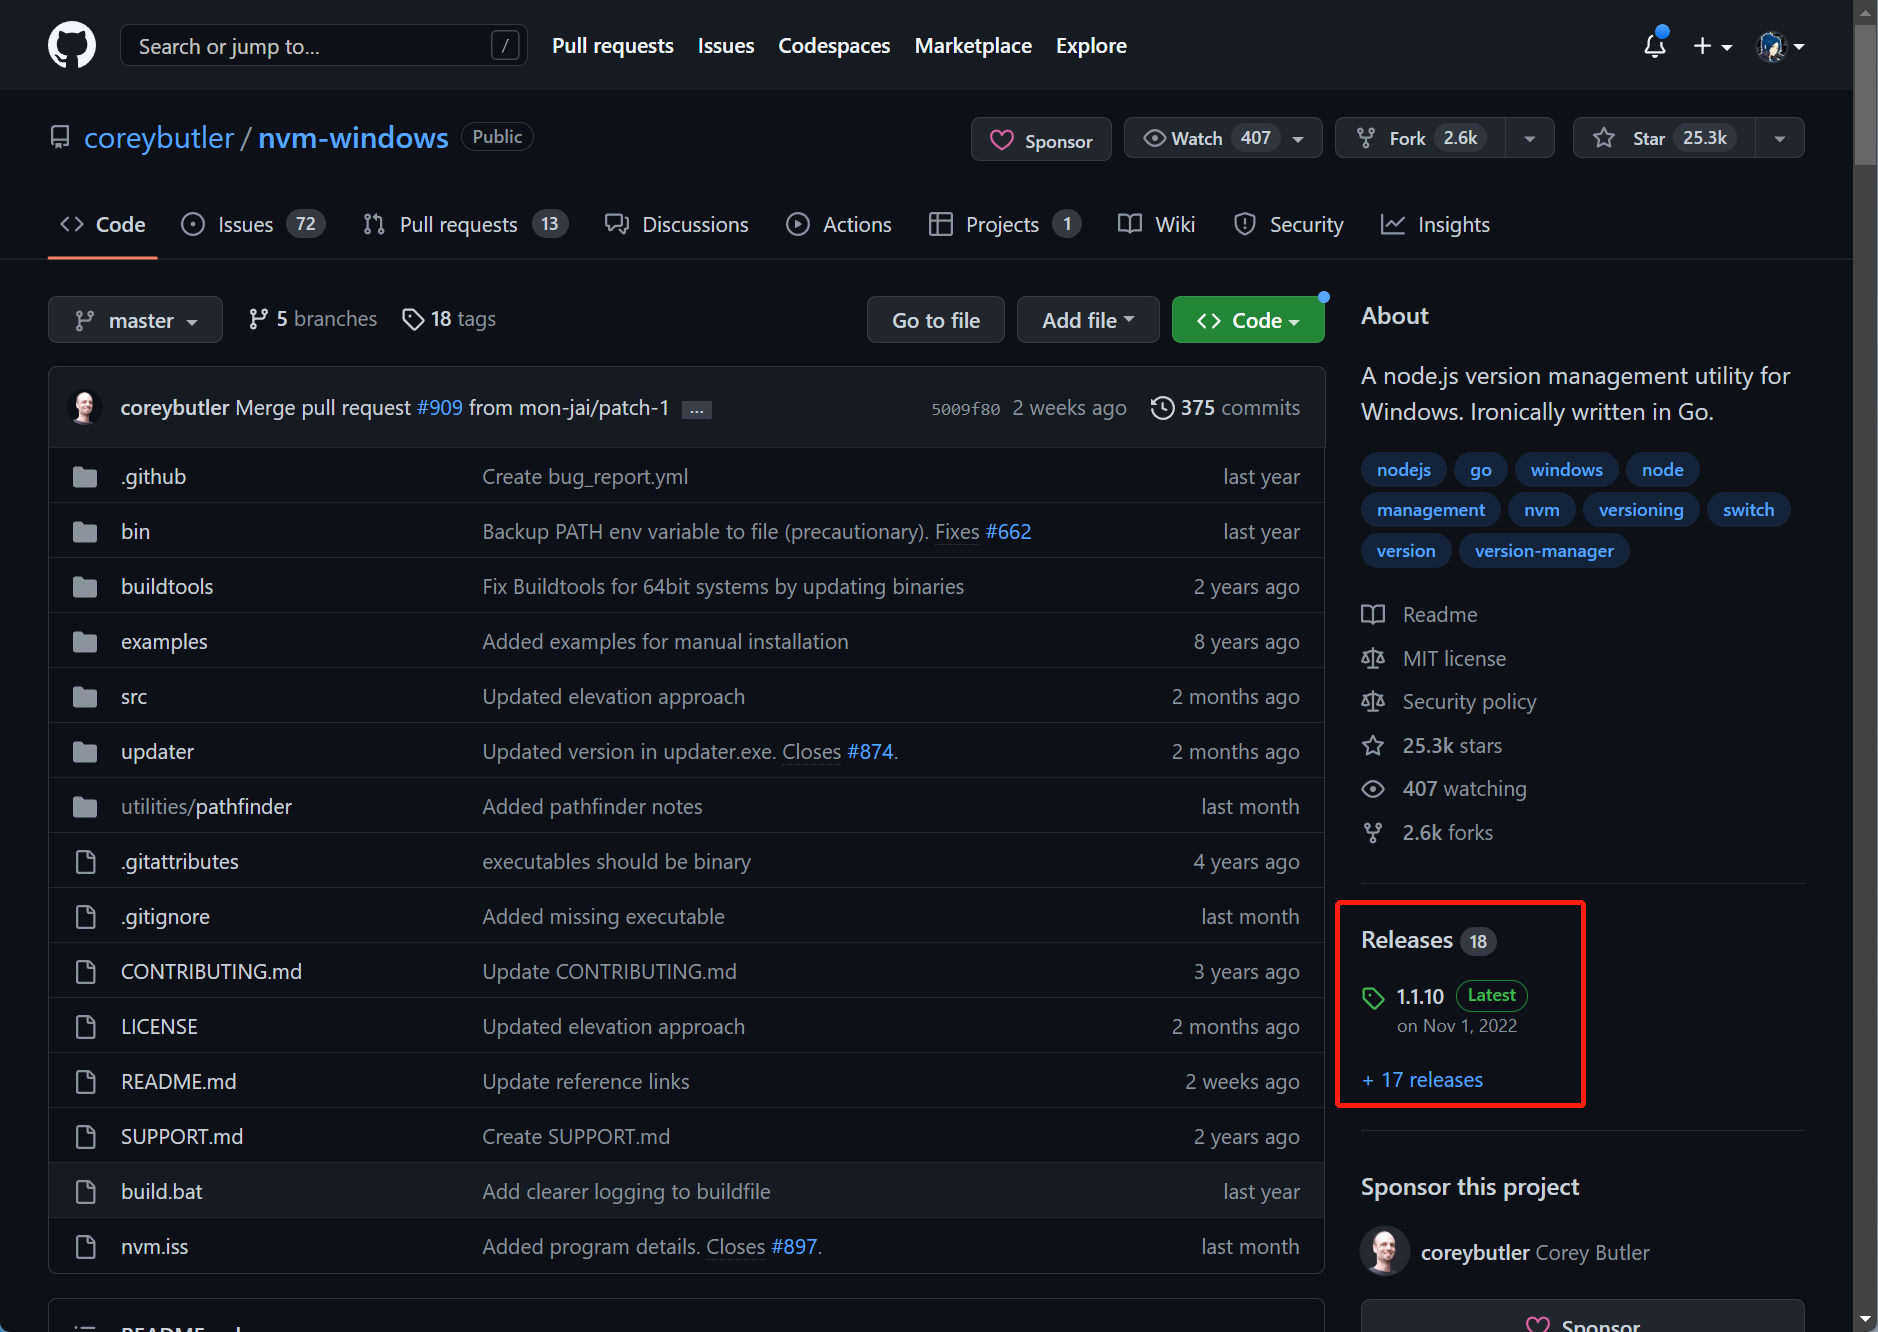 Search or jump to... /
Pull requests Issues Codespaces Marketplace Explore
coreybutler / nvm-windows Public
Sponsor Watch 407 Fork 2.6k Star 25.3k
Code Issues 72 Pull requests 13 Discussions Actions Projects 1 Wiki Security Insights
master 5 branches 18 tags Go to file Add file Code
coreybutler Merge pull request #909 from mon-jai/patch-1 ... 5009f80 2 weeks ago 375 commits
.github Create bug_report.yml last year
bin Backup PATH env variable to file (precautionary). Fixes #662 last year
buildtools Fix Buildtools for 64bit systems by updating binaries 2 years ago
examples Added examples for manual installation 8 years ago
src Updated elevation approach 2 months ago
updater Updated version in updater.exe. Closes #874. 2 months ago
utilities/pathfinder Added pathfinder notes last month
.gitattributes executables should be binary 4 years ago
.gitignore Added missing executable last month
CONTRIBUTING.md Update CONTRIBUTING.md 3 years ago
LICENSE Updated elevation approach 2 months ago
README.md Update reference links 2 weeks ago
SUPPORT.md Create SUPPORT.md 2 years ago
build.bat Add clearer logging to buildfile last year
nvm.iss Added program details. Closes #897. last month
README.md
About
A node.js version management utility for
Windows. Ironically written in Go.
nodejs go windows node
management nvm versioning switch
version version-manager
Readme
MIT license
Security policy
25.3k stars
407 watching
2.6k forks
Releases 18
1.1.10 Latest
on Nov 1, 2022
+ 17 releases
Sponsor this project
coreybutler Corey Butler
Sponsor